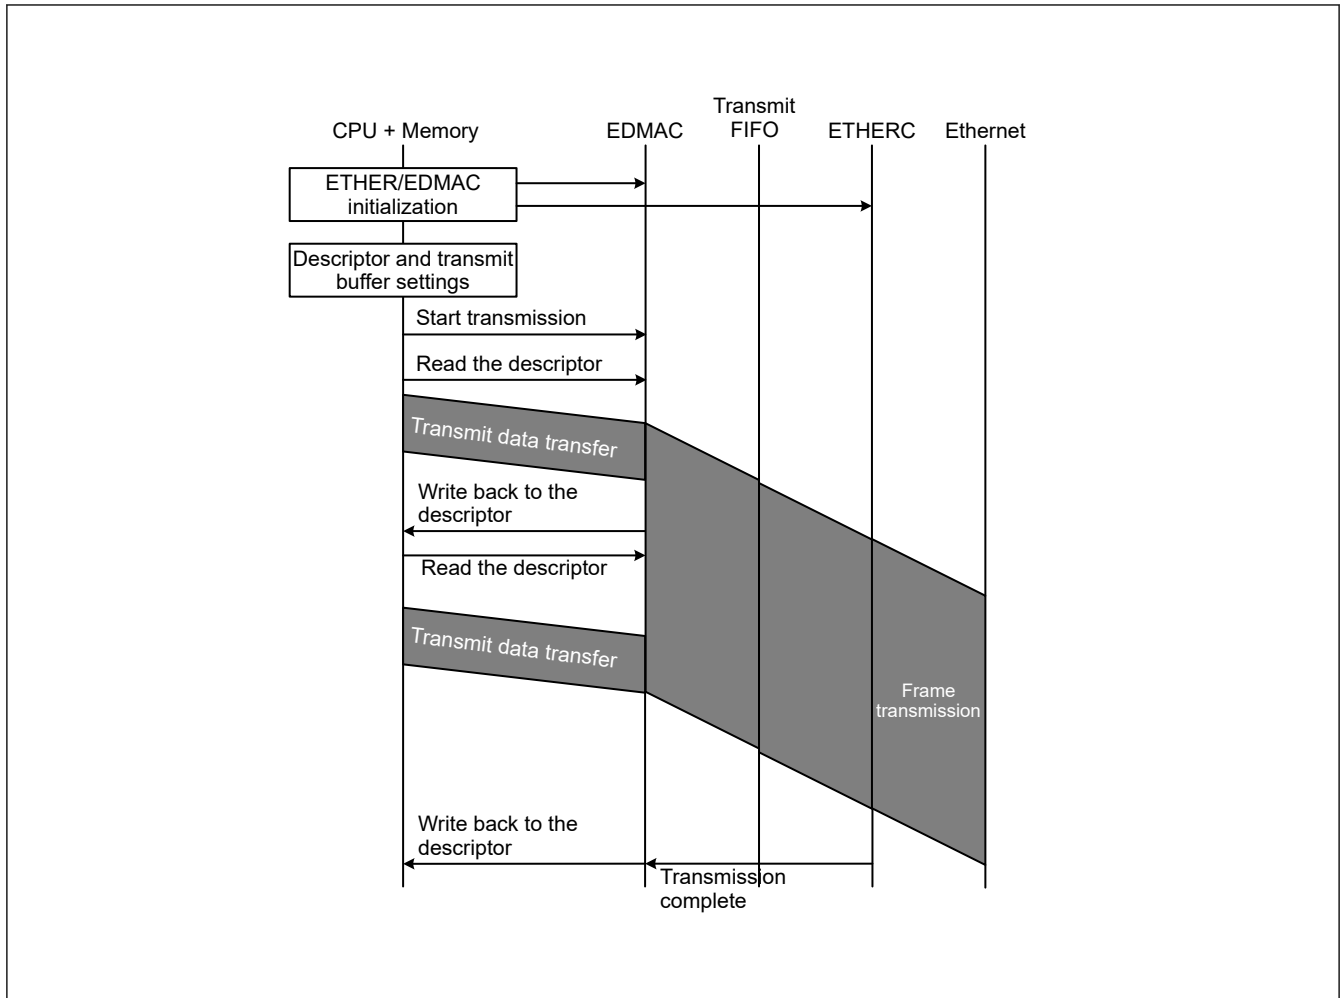 Transmit
CPU + Memory EDMAC FIFO ETHERC Ethernet
ETHER/EDMAC
initialization
Descriptor and transmit
buffer settings
Start transmission
Read the descriptor
Transmit data transfer
Write back to the
descriptor
Read the descriptor
Transmit data transfer
Frame
transmission
Write back to the
descriptor
Transmission
complete